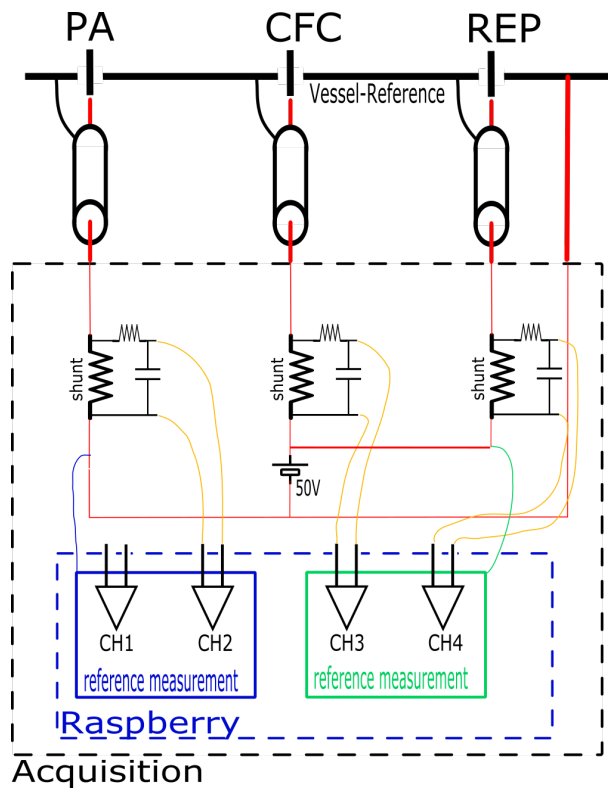 PA CFC REP
Vessel-Reference
shunt shunt shunt
50V
CH1 CH2 CH3 CH4
reference measurement reference measurement
Raspberry
Acquisition